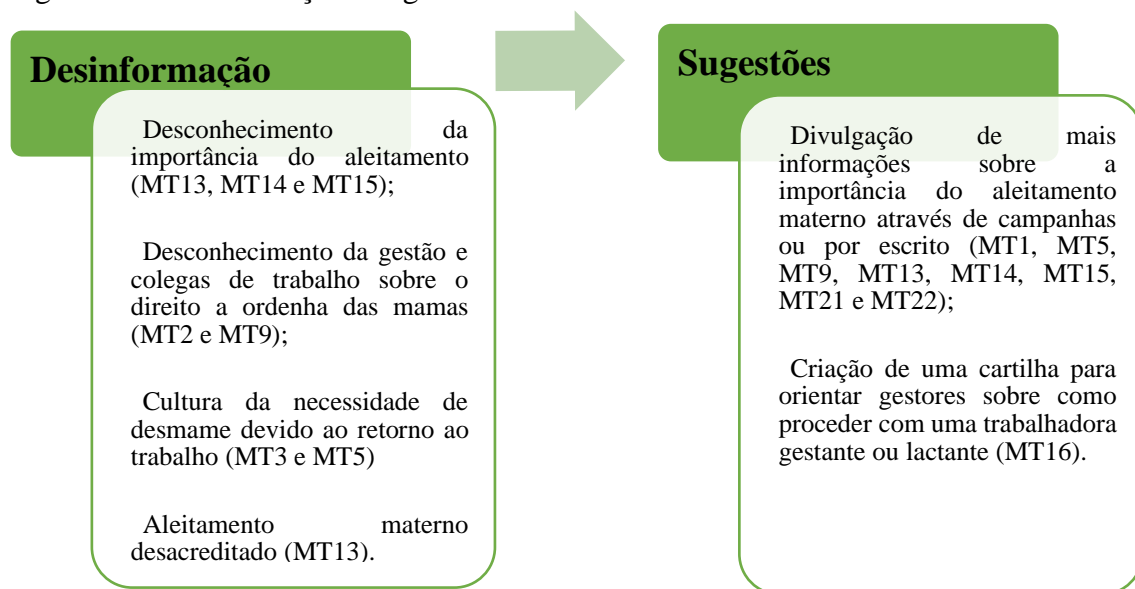 Desinformação
Desconhecimento da
importância do aleitamento
(MT13, MT14 e MT15);
Desconhecimento da gestão e
colegas de trabalho sobre o
direito a ordenha das mamas
(MT2 e MT9);
Cultura da necessidade de
desmame devido ao retorno ao
trabalho (MT3 e MT5)
Aleitamento materno
desacreditado (MT13).
Sugestões
Divulgação de mais
informações sobre a
importância do aleitamento
materno através de campanhas
ou por escrito (MT1, MT5,
MT9, MT13, MT14, MT15,
MT21 e MT22);
Criação de uma cartilha para
orientar gestores sobre como
proceder com uma trabalhadora
gestante ou lactante (MT16).